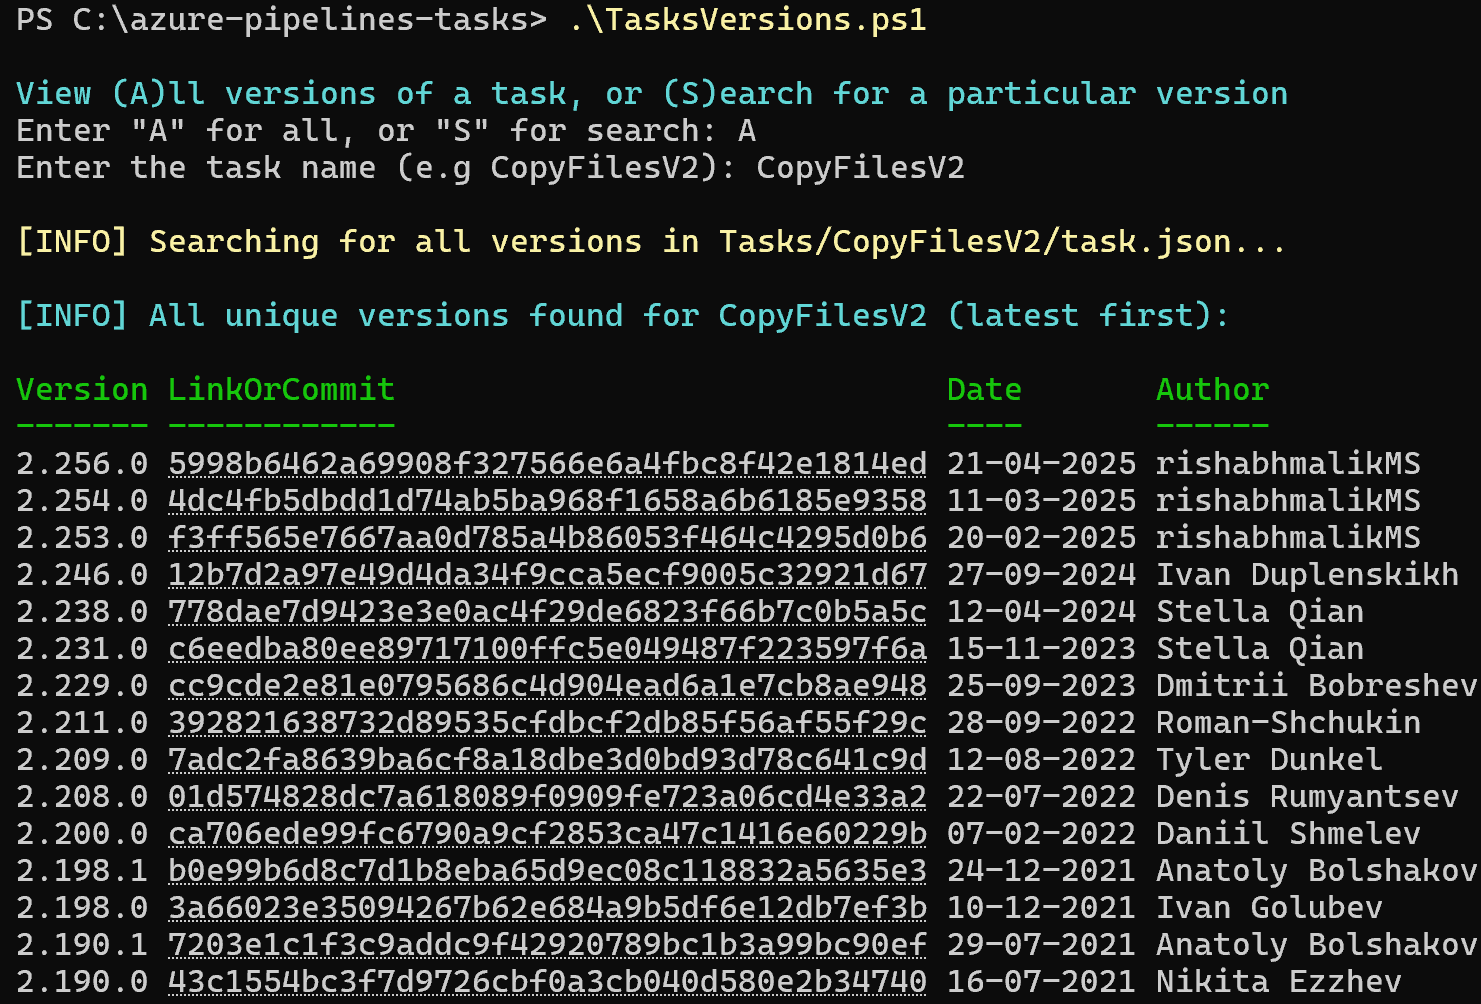 PS C:\azure-pipelines-tasks> .\TasksVersions.ps1
View (A)ll versions of a task, or (S)earch for a particular version
Enter "A" for all, or "S" for search: A
Enter the task name (e.g CopyFilesV2): CopyFilesV2
[INFO] Searching for all versions in Tasks/CopyFilesV2/task.json...
[INFO] All unique versions found for CopyFilesV2 (latest first):
Version LinkOrCommit Date Author
------- ------------ ---- ------
2.256.0 5998b6462a69908f327566e6a4fbc8f42e1814ed 21-04-2025 rishabhmalikMS
2.254.0 4dc4fb5dbdd1d74ab5ba968f1658a6b6185e9358 11-03-2025 rishabhmalikMS
2.253.0 f3ff565e7667aa0d785a4b86053f464c4295d0b6 20-02-2025 rishabhmalikMS
2.246.0 12b7d2a97e49d4da34f9cca5ecf9005c32921d67 27-09-2024 Ivan Duplenskikh
2.238.0 778dae7d9423e3e0ac4f29de6823f66b7c0b5a5c 12-04-2024 Stella Qian
2.231.0 c6eedba80ee89717100ffc5e049487f223597f6a 15-11-2023 Stella Qian
2.229.0 cc9cde2e81e0795686c4d904ead6a1e7cb8ae948 25-09-2023 Dmitrii Bobreshev
2.211.0 392821638732d89535cfdbcf2db85f56af55f29c 28-09-2022 Roman-Shchukin
2.209.0 7adc2fa8639ba6cf8a18dbe3d0bd93d78c641c9d 12-08-2022 Tyler Dunkel
2.208.0 01d574828dc7a618089f0909fe723a06cd4e33a2 22-07-2022 Denis Rumyantsev
2.200.0 ca706ede99fc6790a9cf2853ca47c1416e60229b 07-02-2022 Daniil Shmelev
2.198.1 b0e99b6d8c7d1b8eba65d9ec08c118832a5635e3 24-12-2021 Anatoly Bolshakov
2.198.0 3a66023e35094267b62e684a9b5df6e12db7ef3b 10-12-2021 Ivan Golubev
2.190.1 7203e1c1f3c9addc9f42920789bc1b3a99bc90ef 29-07-2021 Anatoly Bolshakov
2.190.0 43c1554bc3f7d9726cbf0a3cb040d580e2b34740 16-07-2021 Nikita Ezzhev